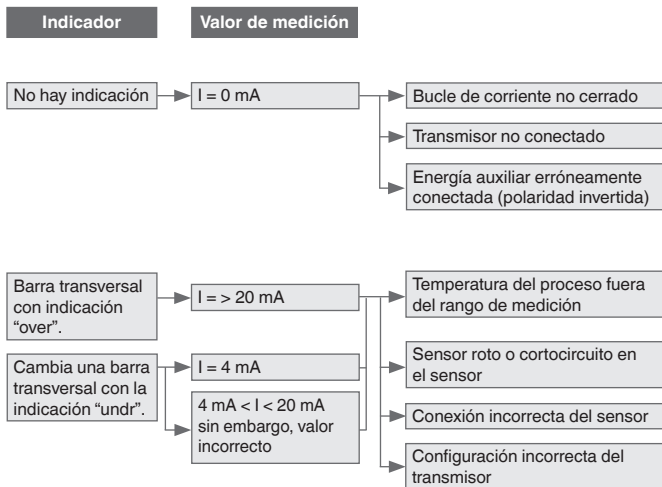 Indicador
Valor de medición
No hay indicación
I = 0 mA
Bucle de corriente no cerrado
Transmisor no conectado
Energía auxiliar erróneamente
conectada (polaridad invertida)
Barra transversal
con indicación
“over”.
I = > 20 mA
Temperatura del proceso fuera
del rango de medición
Cambia una barra
transversal con la
indicación “undr”.
I = 4 mA
4 mA < I < 20 mA
sin embargo, valor
incorrecto
Sensor roto o cortocircuito en
el sensor
Conexión incorrecta del sensor
Configuración incorrecta del
transmisor